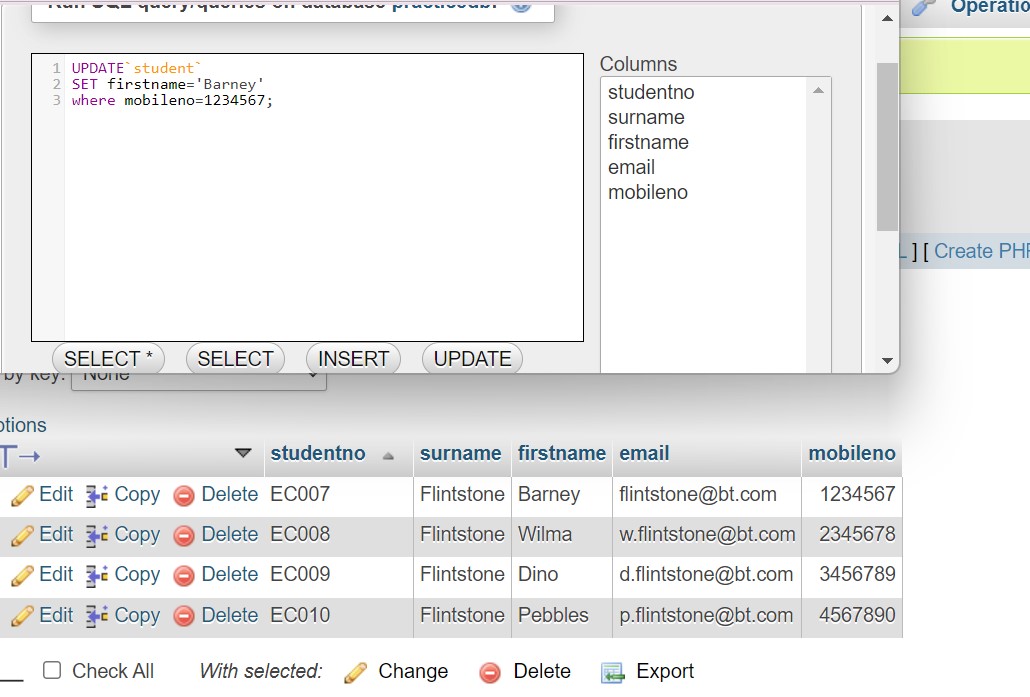 Run SQL query/queries on database practicedb:
Operatio
1 UPDATE`student`
2 SET firstname='Barney'
3 where mobileno=1234567;
Columns
studentno
surname
firstname
email
mobileno
SELECT * SELECT INSERT UPDATE
] [ Create PHP
by key: None
ptions
T→ studentno surname firstname email mobileno
Edit Copy Delete EC007 Flintstone Barney flintstone@bt.com 1234567
Edit Copy Delete EC008 Flintstone Wilma w.flintstone@bt.com 2345678
Edit Copy Delete EC009 Flintstone Dino d.flintstone@bt.com 3456789
Edit Copy Delete EC010 Flintstone Pebbles p.flintstone@bt.com 4567890
Check All With selected: Change Delete Export